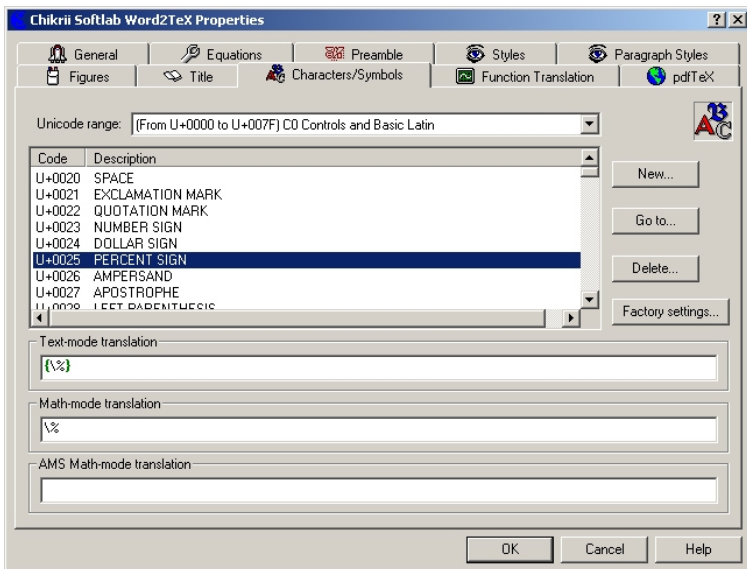 Chikrii Softlab Word2TeX Properties
General Equations Preamble Styles Paragraph Styles
Figures Title Characters/Symbols Function Translation pdfTeX
Unicode range: (From U+0000 to U+007F) C0 Controls and Basic Latin
Code Description
U+0020 SPACE
U+0021 EXCLAMATION MARK
U+0022 QUOTATION MARK
U+0023 NUMBER SIGN
U+0024 DOLLAR SIGN
U+0025 PERCENT SIGN
U+0026 AMPERSAND
U+0027 APOSTROPHE
U+0028 LEFT PARENTHESIS
New...
Go to...
Delete...
Factory settings...
Text-mode translation
{\%}
Math-mode translation
\%
AMS Math-mode translation
OK Cancel Help